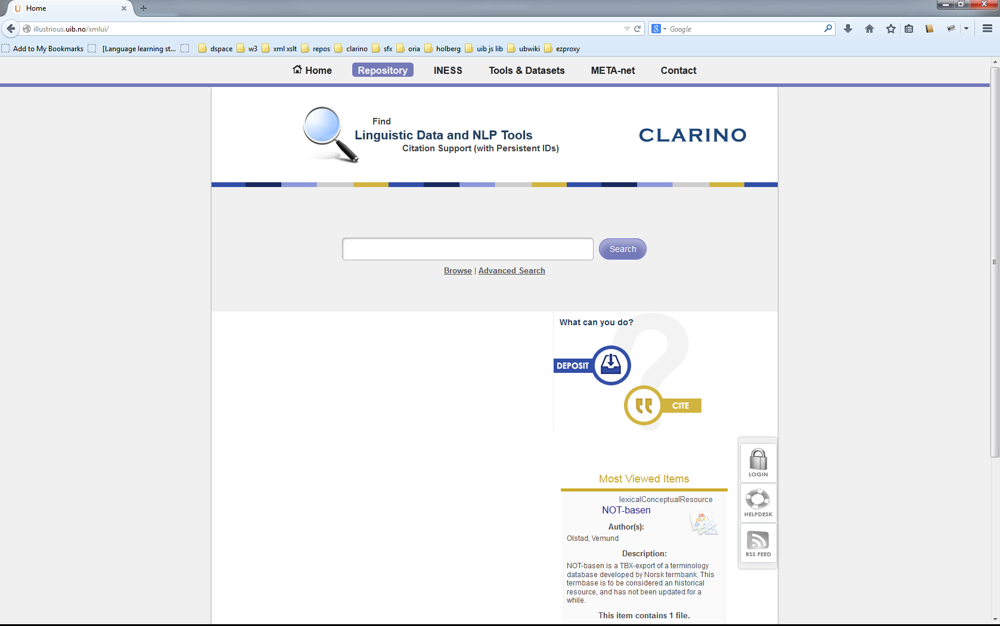 Home
illustrious.uib.no/xmlui/
Google
Add to My Bookmarks
[Language learning st...
dspace
w3
xml xslt
repos
clarino
sfx
oria
holberg
uib js lib
ubwiki
ezproxy
Home
Repository
INESS
Tools & Datasets
META-net
Contact
Find
Linguistic Data and NLP Tools
Citation Support (with Persistent IDs)
CLARINO
Search
Browse | Advanced Search
What can you do?
DEPOSIT
CITE
LOGIN
HELPDESK
RSS FEED
Most Viewed Items
lexicalConceptualResource
NOT-basen
Author(s):
Olstad, Vemund
Description:
NOT-basen is a TBX-export of a terminology
database developed by Norsk termbank. This
termbase is to be considered an historical
resource, and has not been updated for a
while.
This item contains 1 file.